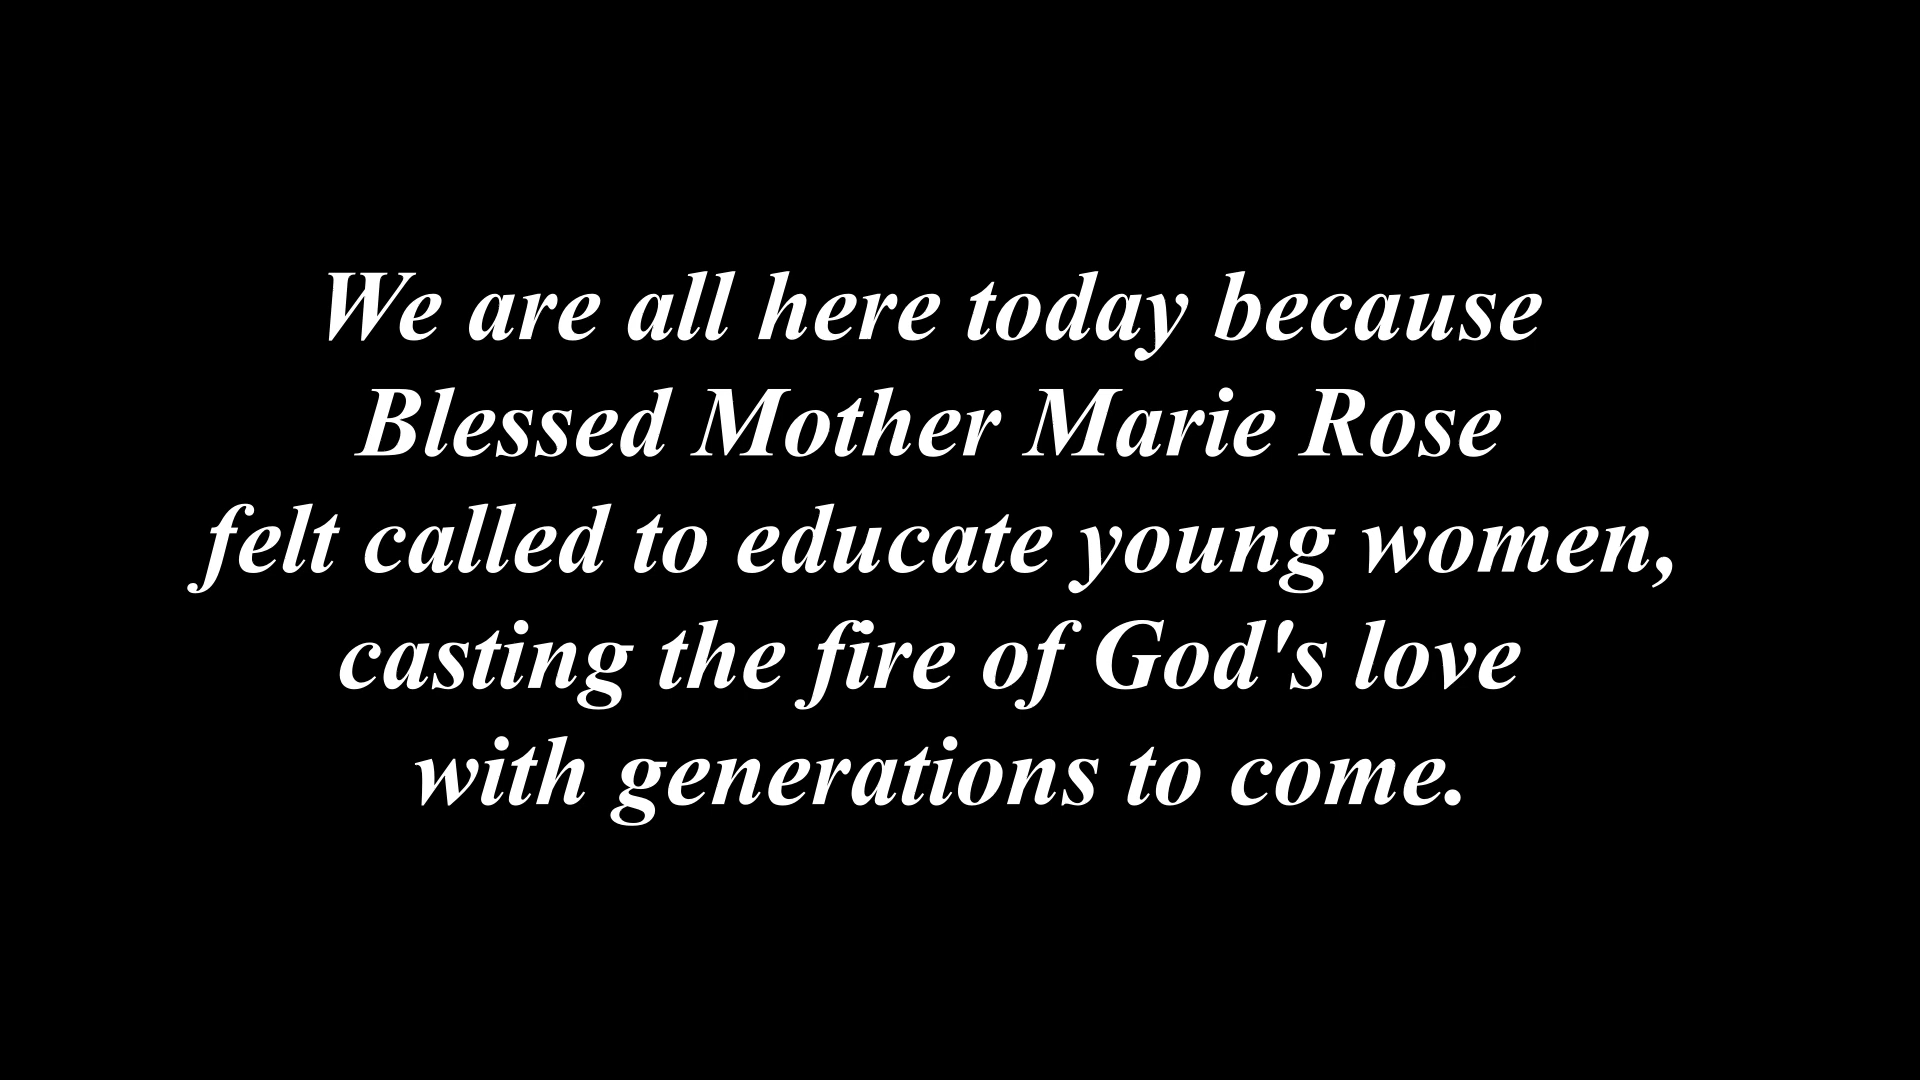 We are all here today because
Blessed Mother Marie Rose
felt called to educate young women,
casting the fire of God's love
with generations to come.